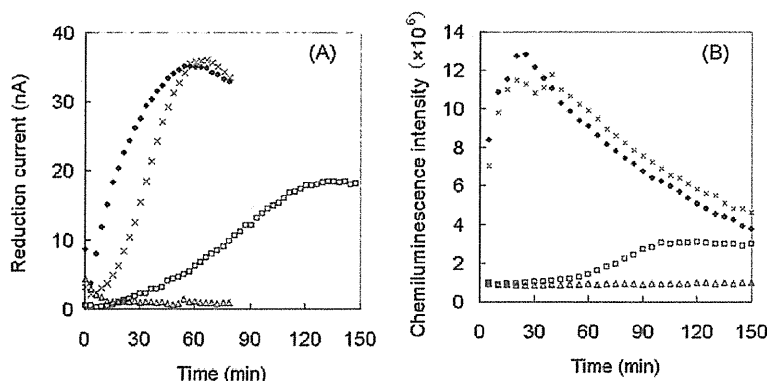 (A)
Reduction current (nA)
40
30
20
10
0
0 30 60 90 120 150
Time (min)
(B)
Chemiluminescence intensity (×10⁶)
14
12
10
8
6
4
2
0
0 30 60 90 120 150
Time (min)